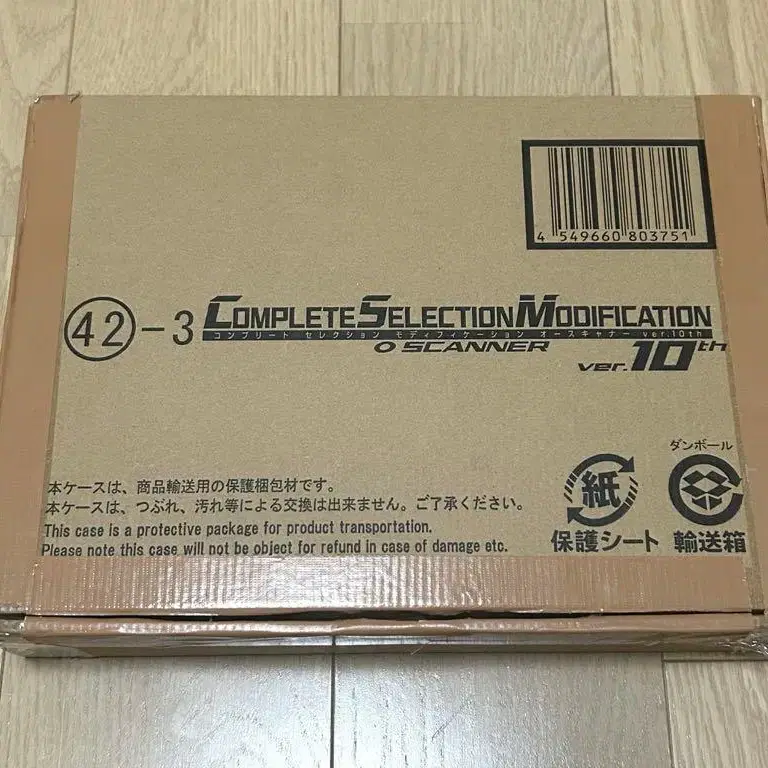 4 549660 803751
㊷-3 COMPLETE SELECTION MODIFICATION
コンプリート セレクション モディフィケーション オースキャナー ver.10th
O SCANNER
ver.10th
ダンボール
本ケースは、商品輸送用の保護梱包材です。
本ケースは、つぶれ、汚れ等による交換は出来ません。ご了承ください。
This case is a protective package for product transportation.
Please note this case will not be object for refund in case of damage etc.
紙
保護シート
輸送箱